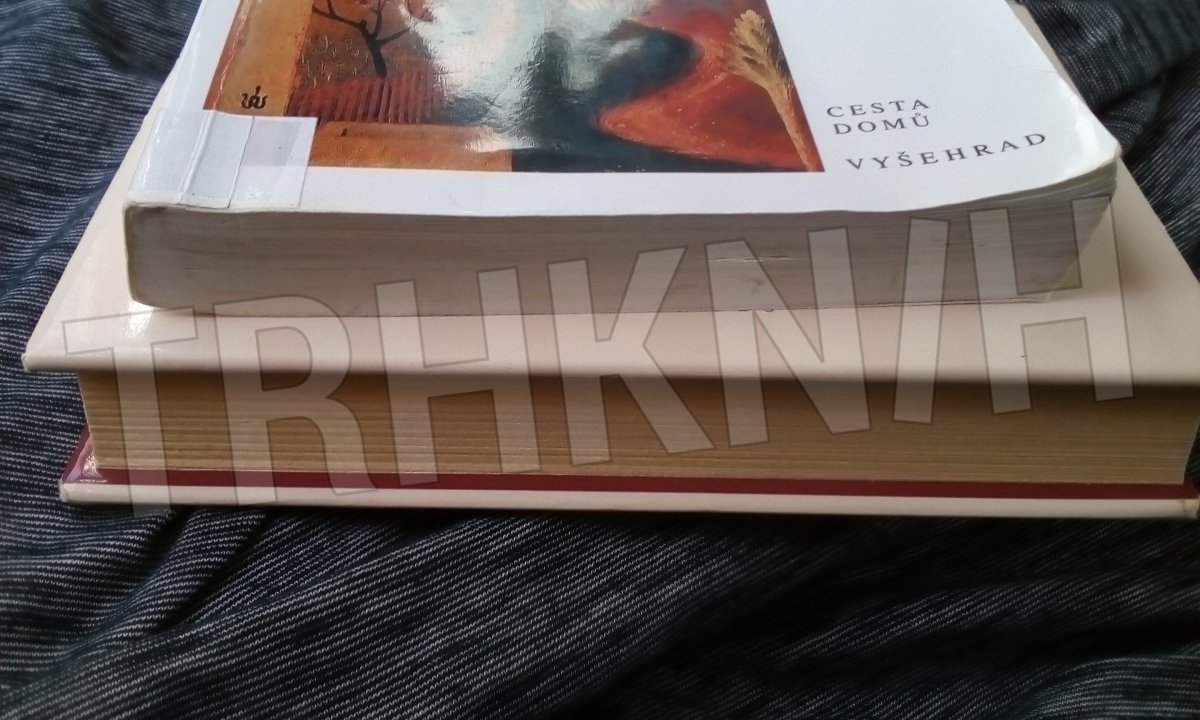 CESTA
DOMŮ
VYŠEHRAD
TRHKNIH